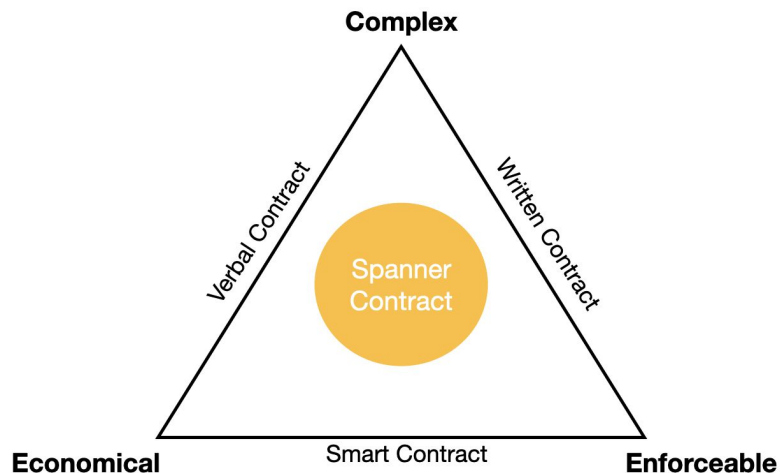 Complex
Verbal Contract
Written Contract
Spanner
Contract
Economical
Smart Contract
Enforceable